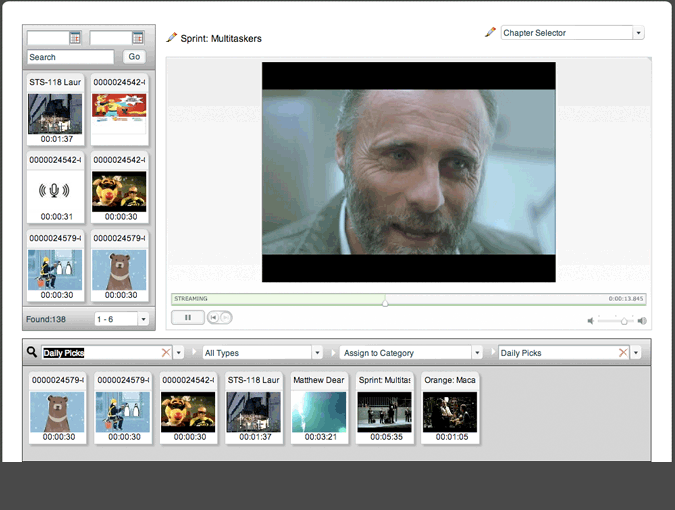 Sprint: Multitaskers
Chapter Selector
Search
Go
STS-118 Laur
0000024542-
00:01:37
0000024542-
0000024542-
00:00:31
00:00:30
0000024579-
0000024579-
00:00:30
00:00:30
Found:138
1 - 6
STREAMING
0:00:13.845
Daily Picks
All Types
Assign to Category
Daily Picks
0000024579-
0000024579-
0000024542-
STS-118 Laur
Matthew Dear
Sprint: Multitas
Orange: Maca
00:00:30
00:00:30
00:00:30
00:01:37
00:03:21
00:05:35
00:01:05